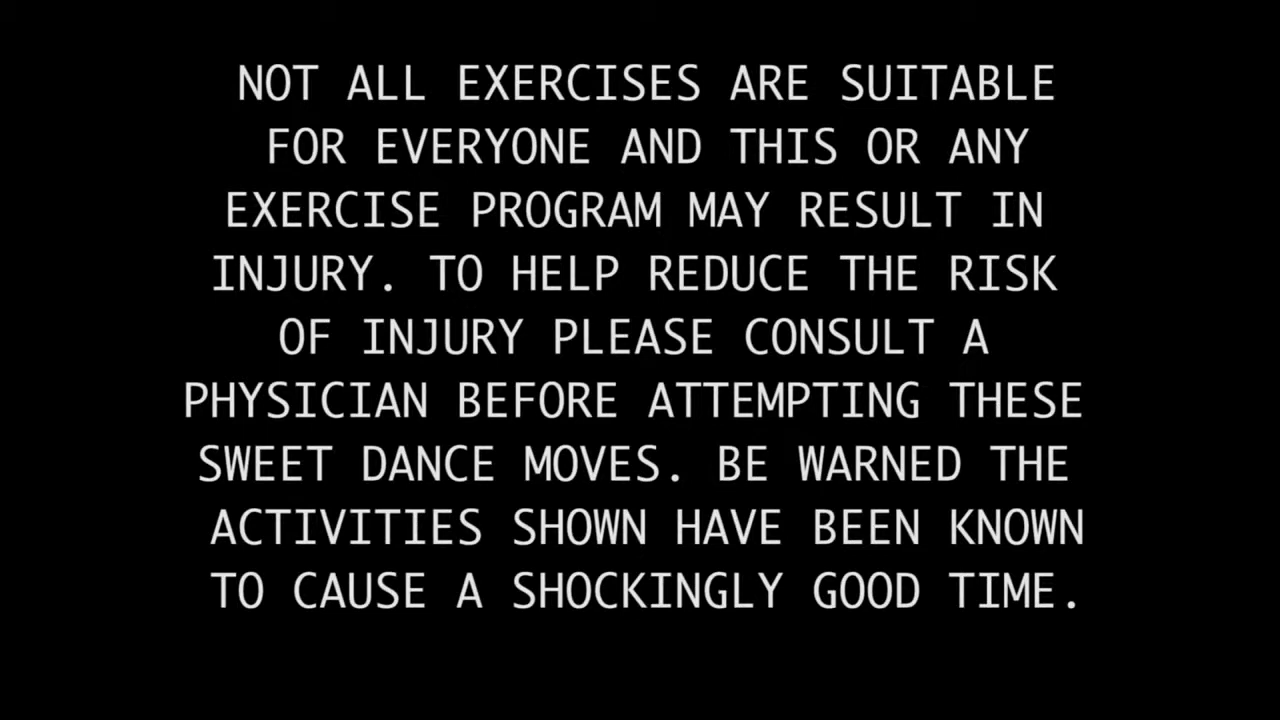 NOT ALL EXERCISES ARE SUITABLE
FOR EVERYONE AND THIS OR ANY
EXERCISE PROGRAM MAY RESULT IN
INJURY. TO HELP REDUCE THE RISK
OF INJURY PLEASE CONSULT A
PHYSICIAN BEFORE ATTEMPTING THESE
SWEET DANCE MOVES. BE WARNED THE
ACTIVITIES SHOWN HAVE BEEN KNOWN
TO CAUSE A SHOCKINGLY GOOD TIME.